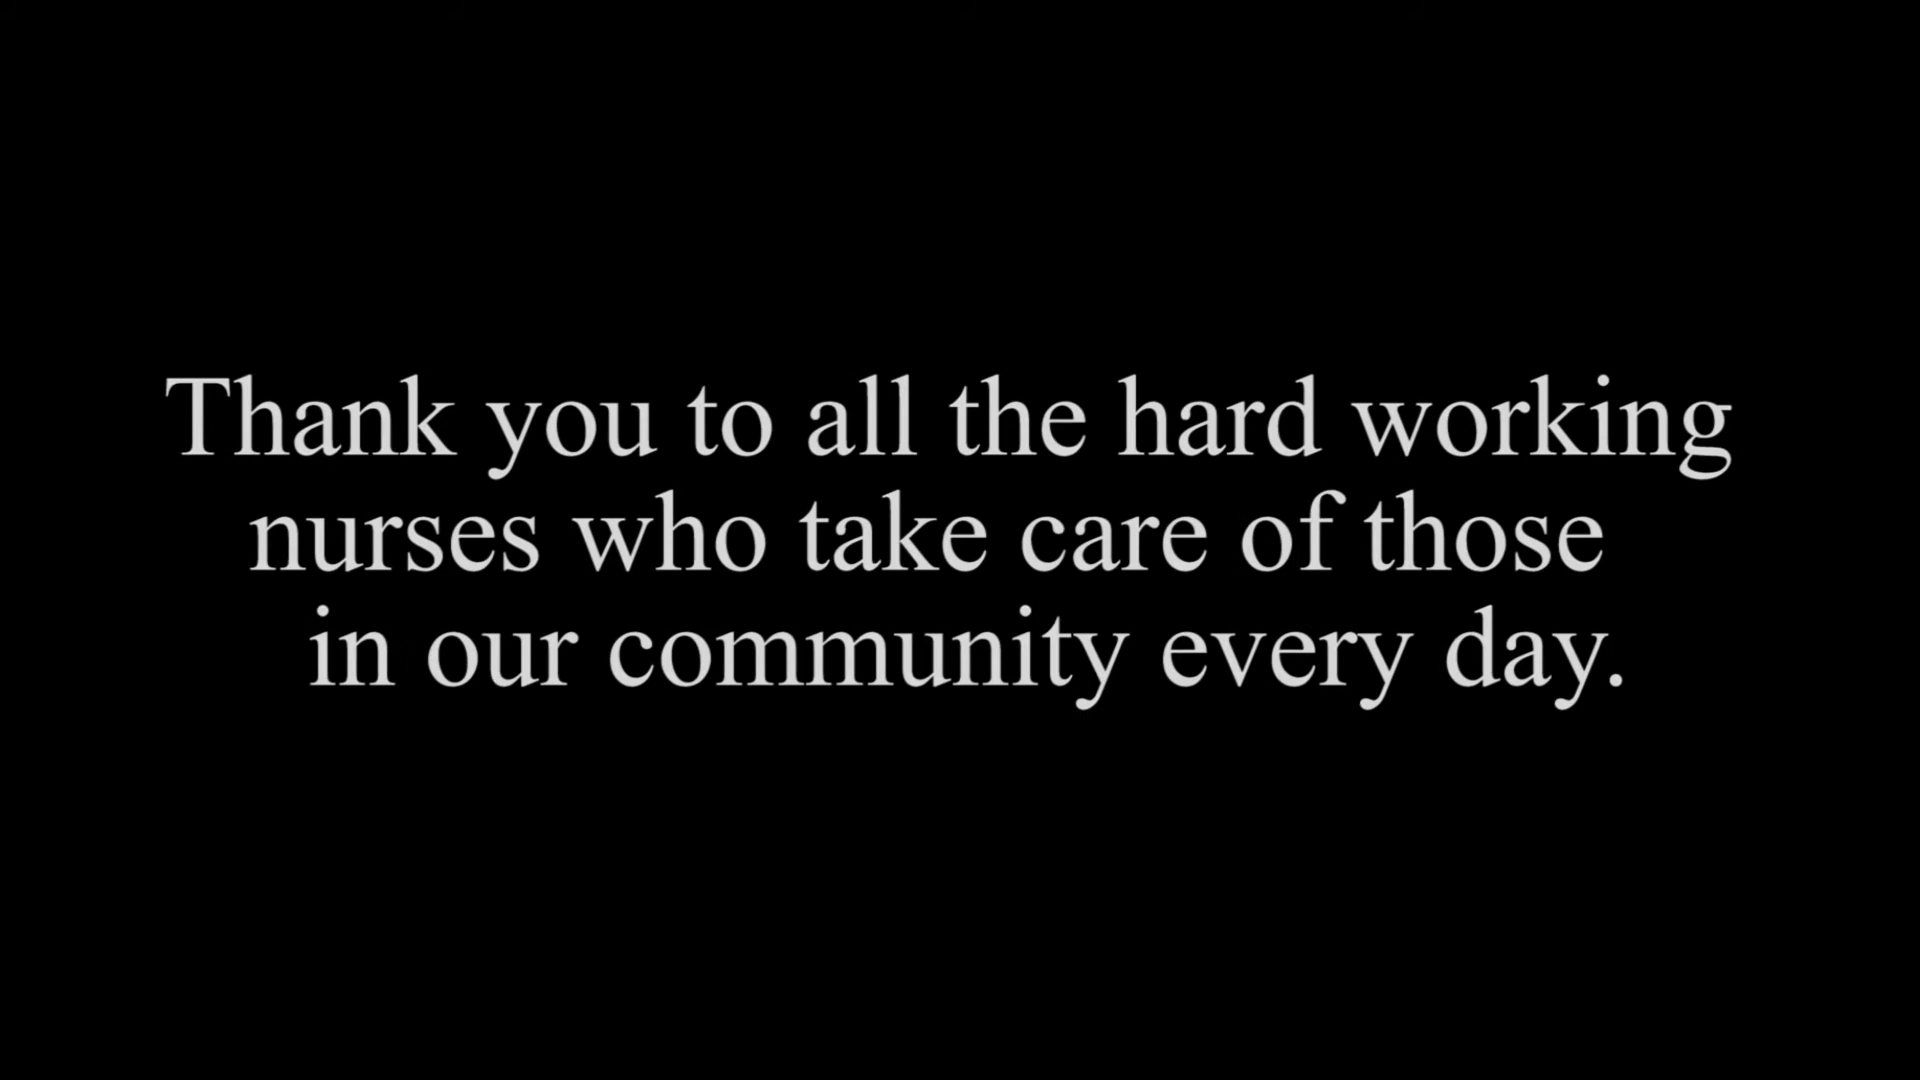 Thank you to all the hard working
nurses who take care of those
in our community every day.